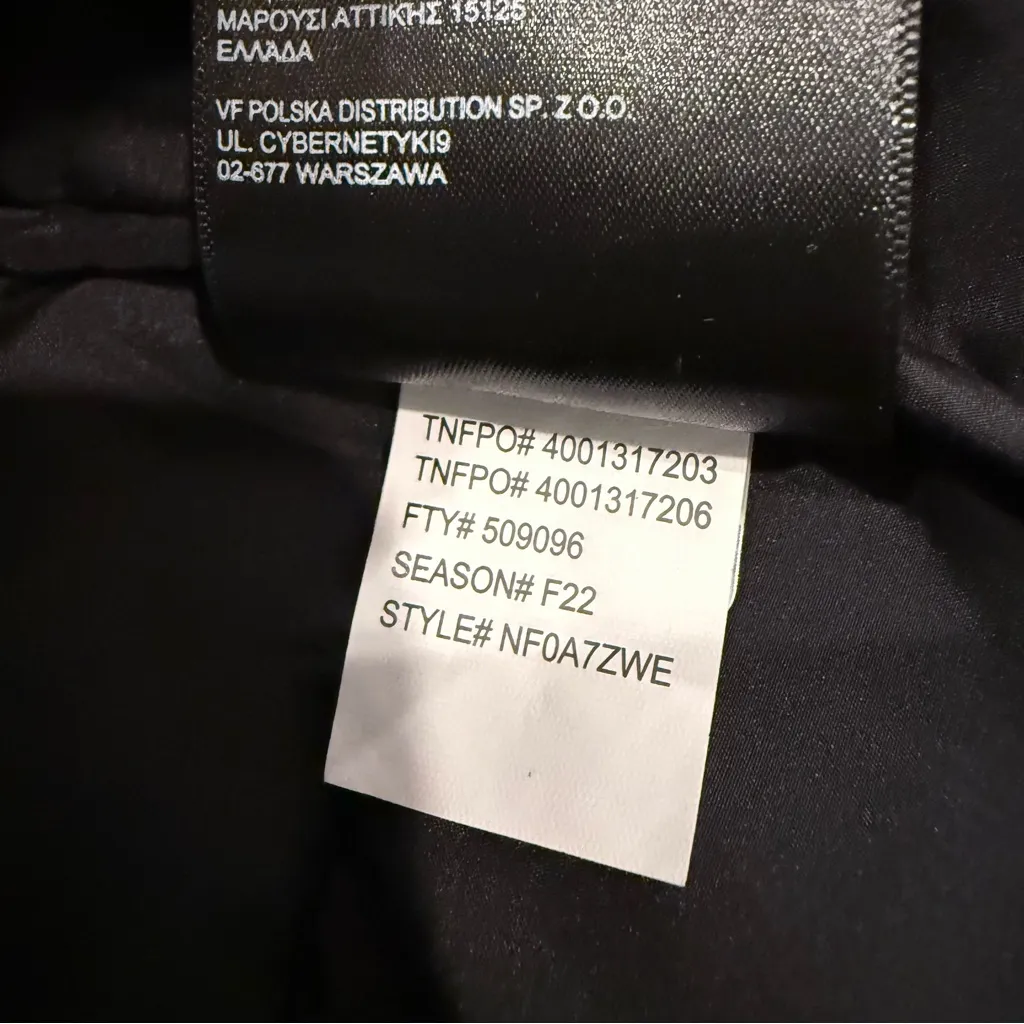 ΜΑΡΟΥΣΙ ΑΤΤΙΚΗΣ 15125
ΕΛΛΆΔΑ
VF POLSKA DISTRIBUTION SP. Z O.O.
UL. CYBERNETYKI9
02-677 WARSZAWA
TNFPO# 4001317203
TNFPO# 4001317206
FTY# 509096
SEASON# F22
STYLE# NF0A7ZWE